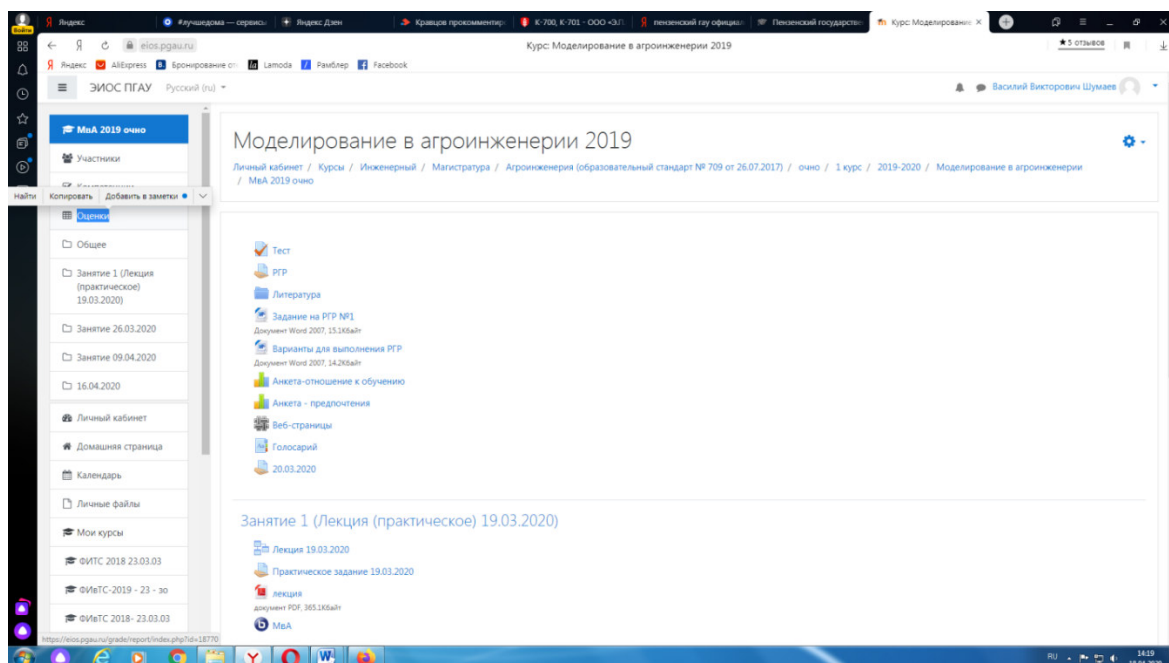 Яндекс
#лучшедома — сервисы
Яндекс Дзен
Кравцов прокомментиро
К-700, К-701 - ООО «З.П.
пензенский гау официал
Пензенский государстве
Курс: Моделирование
Войти
eios.pgau.ru
Курс: Моделирование в агроинженерии 2019
★5 отзывов
Яндекс
AliExpress
Бронирование оте
Lamoda
Рамблер
Facebook
ЭИОС ПГАУ
Русский (ru)
Василий Викторович Шумаев
МвА 2019 очно
Участники
Найти
Копировать
Добавить в заметки
Оценки
Общее
Занятие 1 (Лекция
(практическое)
19.03.2020)
Занятие 26.03.2020
Занятие 09.04.2020
16.04.2020
Личный кабинет
Домашняя страница
Календарь
Личные файлы
Мои курсы
ФИТС 2018 23.03.03
ФИвТС-2019 - 23 - зо
ФИвТС 2018- 23.03.03
https://eios.pgau.ru/grade/report/index.php?id=18770
Моделирование в агроинженерии 2019
Личный кабинет / Курсы / Инженерный / Магистратура / Агроинженерия (образовательный стандарт № 709 от 26.07.2017) / очно / 1 курс / 2019-2020 / Моделирование в агроинженерии
/ МвА 2019 очно
Тест
РГР
Литература
Задание на РГР №1
Документ Word 2007, 15.1Кбайт
Варианты для выполнения РГР
Документ Word 2007, 14.2Кбайт
Анкета-отношение к обучению
Анкета - предпочтения
Веб-страницы
Голосарий
20.03.2020
Занятие 1 (Лекция (практическое) 19.03.2020)
Лекция 19.03.2020
Практическое задание 19.03.2020
лекция
документ PDF, 365.1Кбайт
МвА
RU
14:19